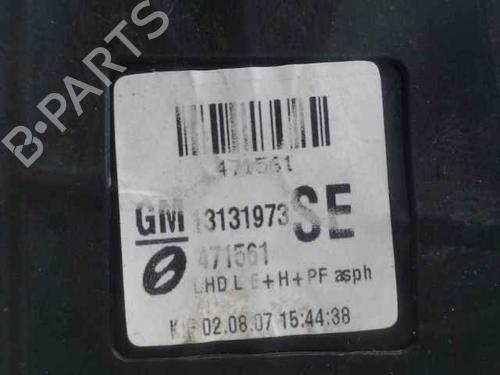 B-PARTS
471561
GM 13131973 SE
471561
LHD L E+H+PF asph
02.08.07 15:44:38